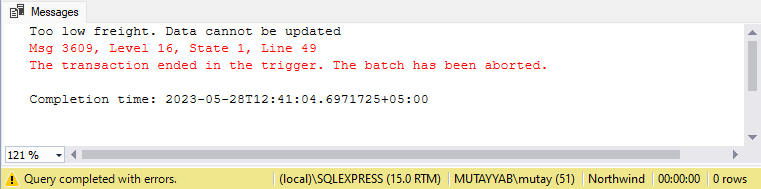 Messages
Too low freight. Data cannot be updated
Msg 3609, Level 16, State 1, Line 49
The transaction ended in the trigger. The batch has been aborted.
Completion time: 2023-05-28T12:41:04.6971725+05:00
121 %
Query completed with errors. (local)\SQLEXPRESS (15.0 RTM) MUTAYYAB\mutay (51) Northwind 00:00:00 0 rows